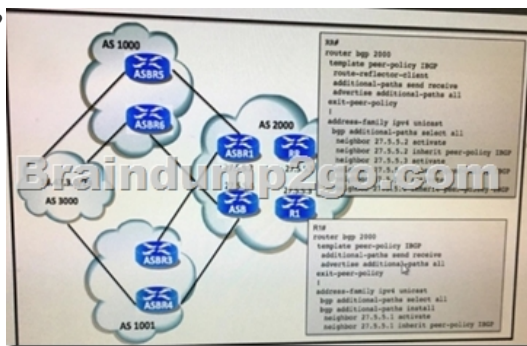 AS 1000
ASBR5
ASBR6
AS 3000
AS 2000
ASBR1
RR
ASB
R1
ASBR3
ASBR4
AS 1001
Braindump2go.com
RR#
router bgp 2000
template peer-policy IBGP
route-reflector-client
additional-paths send receive
advertise additional-paths all
exit-peer-policy
!
address-family ipv4 unicast
bgp additional-paths select all
neighbor 27.5.5.2 activate
neighbor 27.5.5.2 inherit peer-policy IBGP
neighbor 27.5.5.3 activate
R1#
router bgp 2000
template peer-policy IBGP
additional-paths send receive
advertise additional-paths all
exit-peer-policy
!
address-family ipv4 unicast
bgp additional-paths select all
bgp additional-paths install
neighbor 27.5.5.1 activate
neighbor 27.5.5.1 inherit peer-policy IBGP